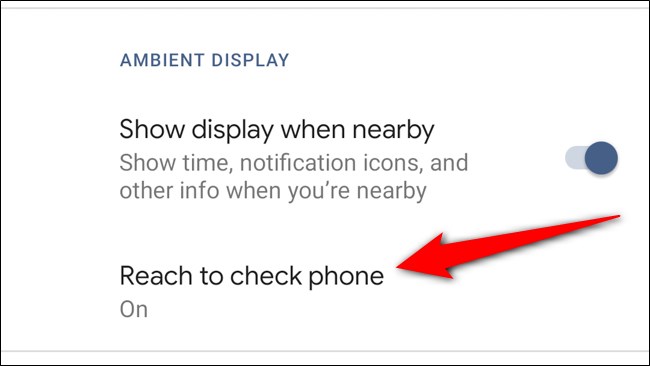 AMBIENT DISPLAY
Show display when nearby
Show time, notification icons, and
other info when you’re nearby
Reach to check phone
On